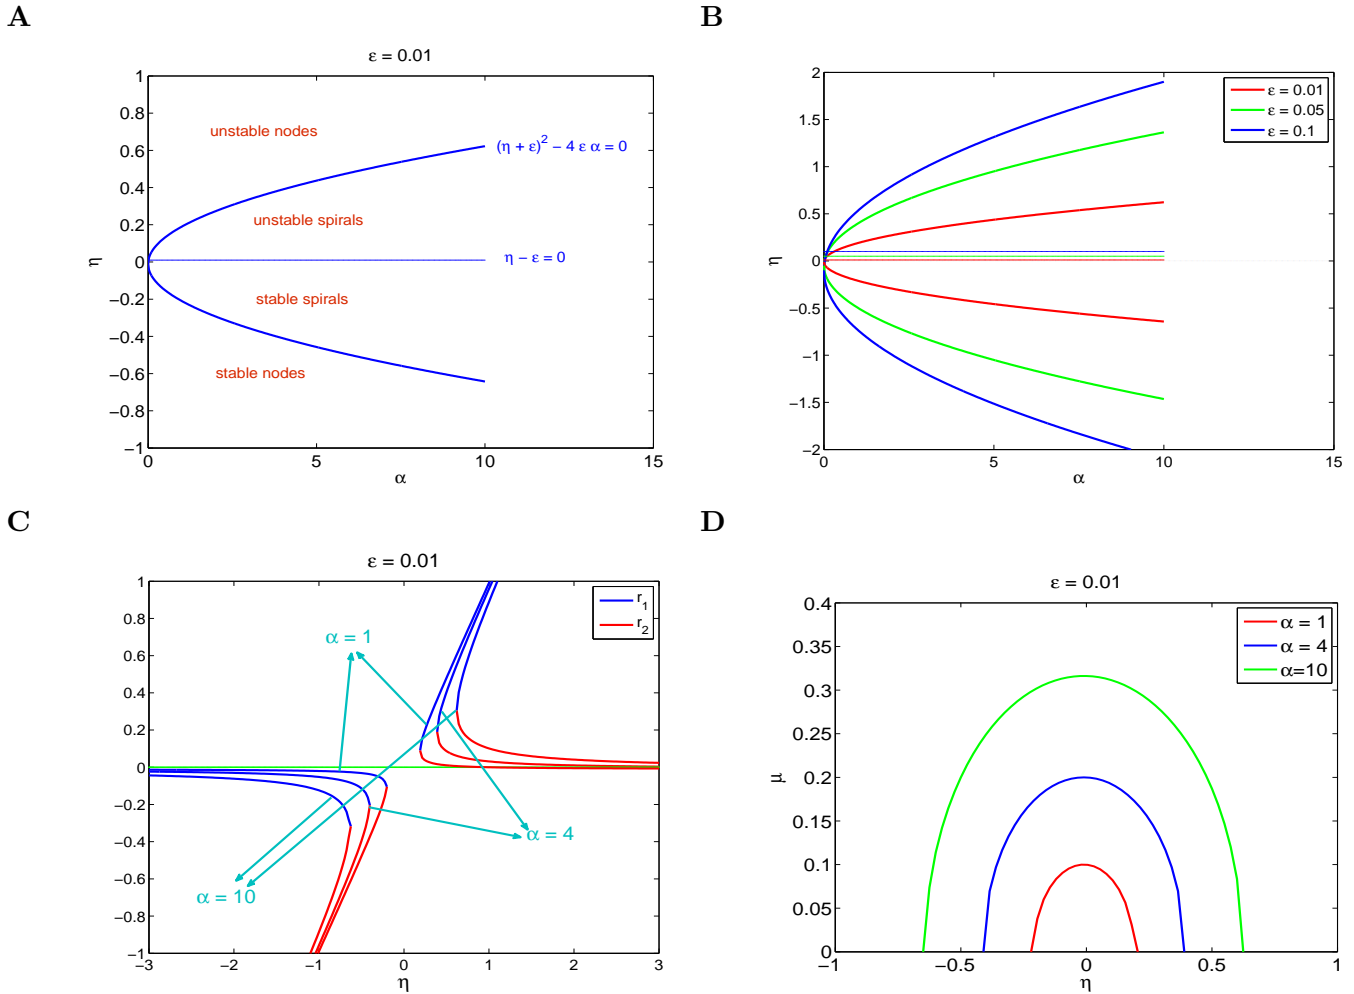 A
ε = 0.01
1
0.8
0.6
0.4
0.2
0
−0.2
−0.4
−0.6
−0.8
−1
η
unstable nodes
(η + ε)² − 4 ε α = 0
unstable spirals
η − ε = 0
stable spirals
stable nodes
0 5 10 15
α
B
2
1.5
1
0.5
0
−0.5
−1
−1.5
−2
η
ε = 0.01
ε = 0.05
ε = 0.1
0 5 10 15
α
C
ε = 0.01
1
0.8
0.6
0.4
0.2
0
−0.2
−0.4
−0.6
−0.8
−1
r₁
r₂
α = 1
α = 4
α = 10
−3 −2 −1 0 1 2 3
η
D
ε = 0.01
0.4
0.35
0.3
0.25
0.2
0.15
0.1
0.05
0
μ
α = 1
α = 4
α=10
−1 −0.5 0 0.5 1
η